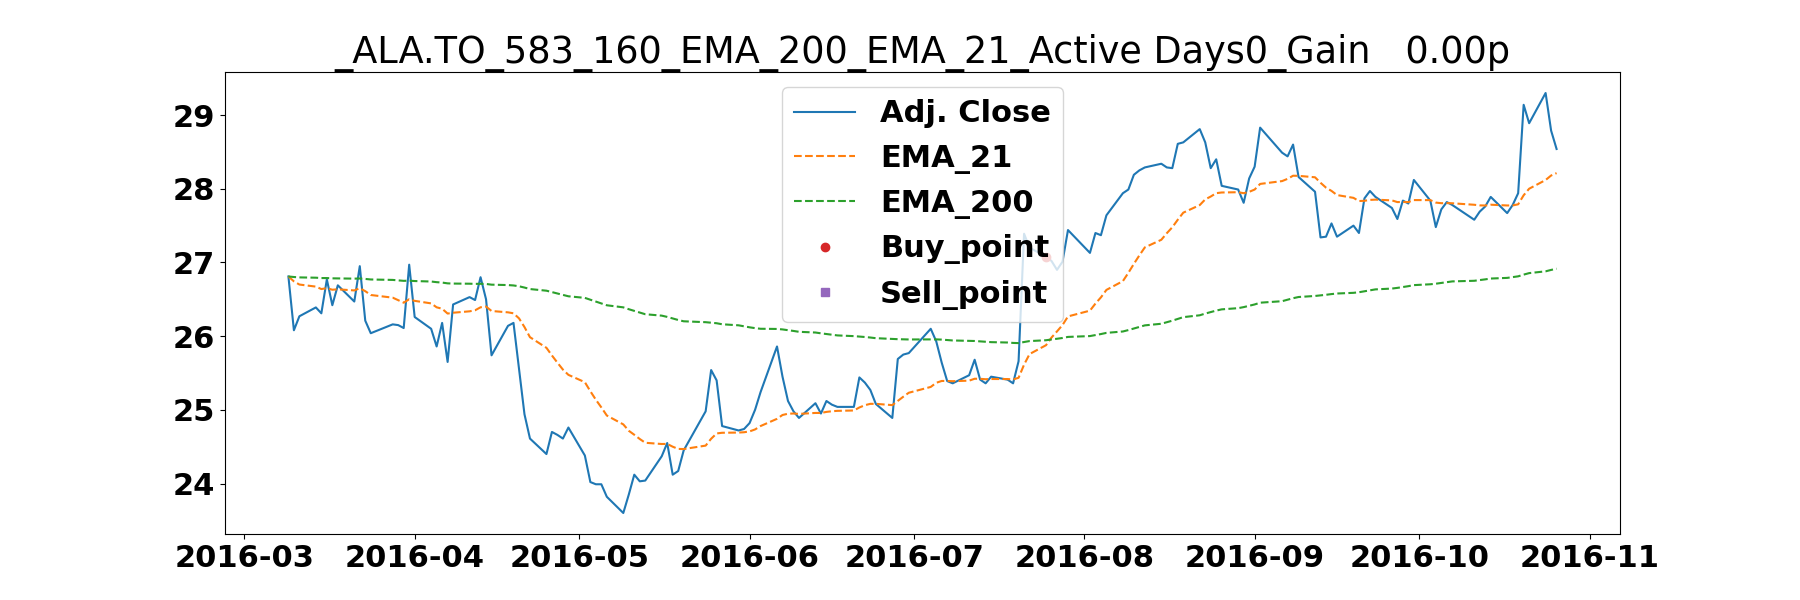 _ALA.TO_583_160_EMA_200_EMA_21_Active Days0_Gain   0.00p
Adj. Close
EMA_21
EMA_200
Buy_point
Sell_point
29
28
27
26
25
24
2016-03 2016-04 2016-05 2016-06 2016-07 2016-08 2016-09 2016-10 2016-11